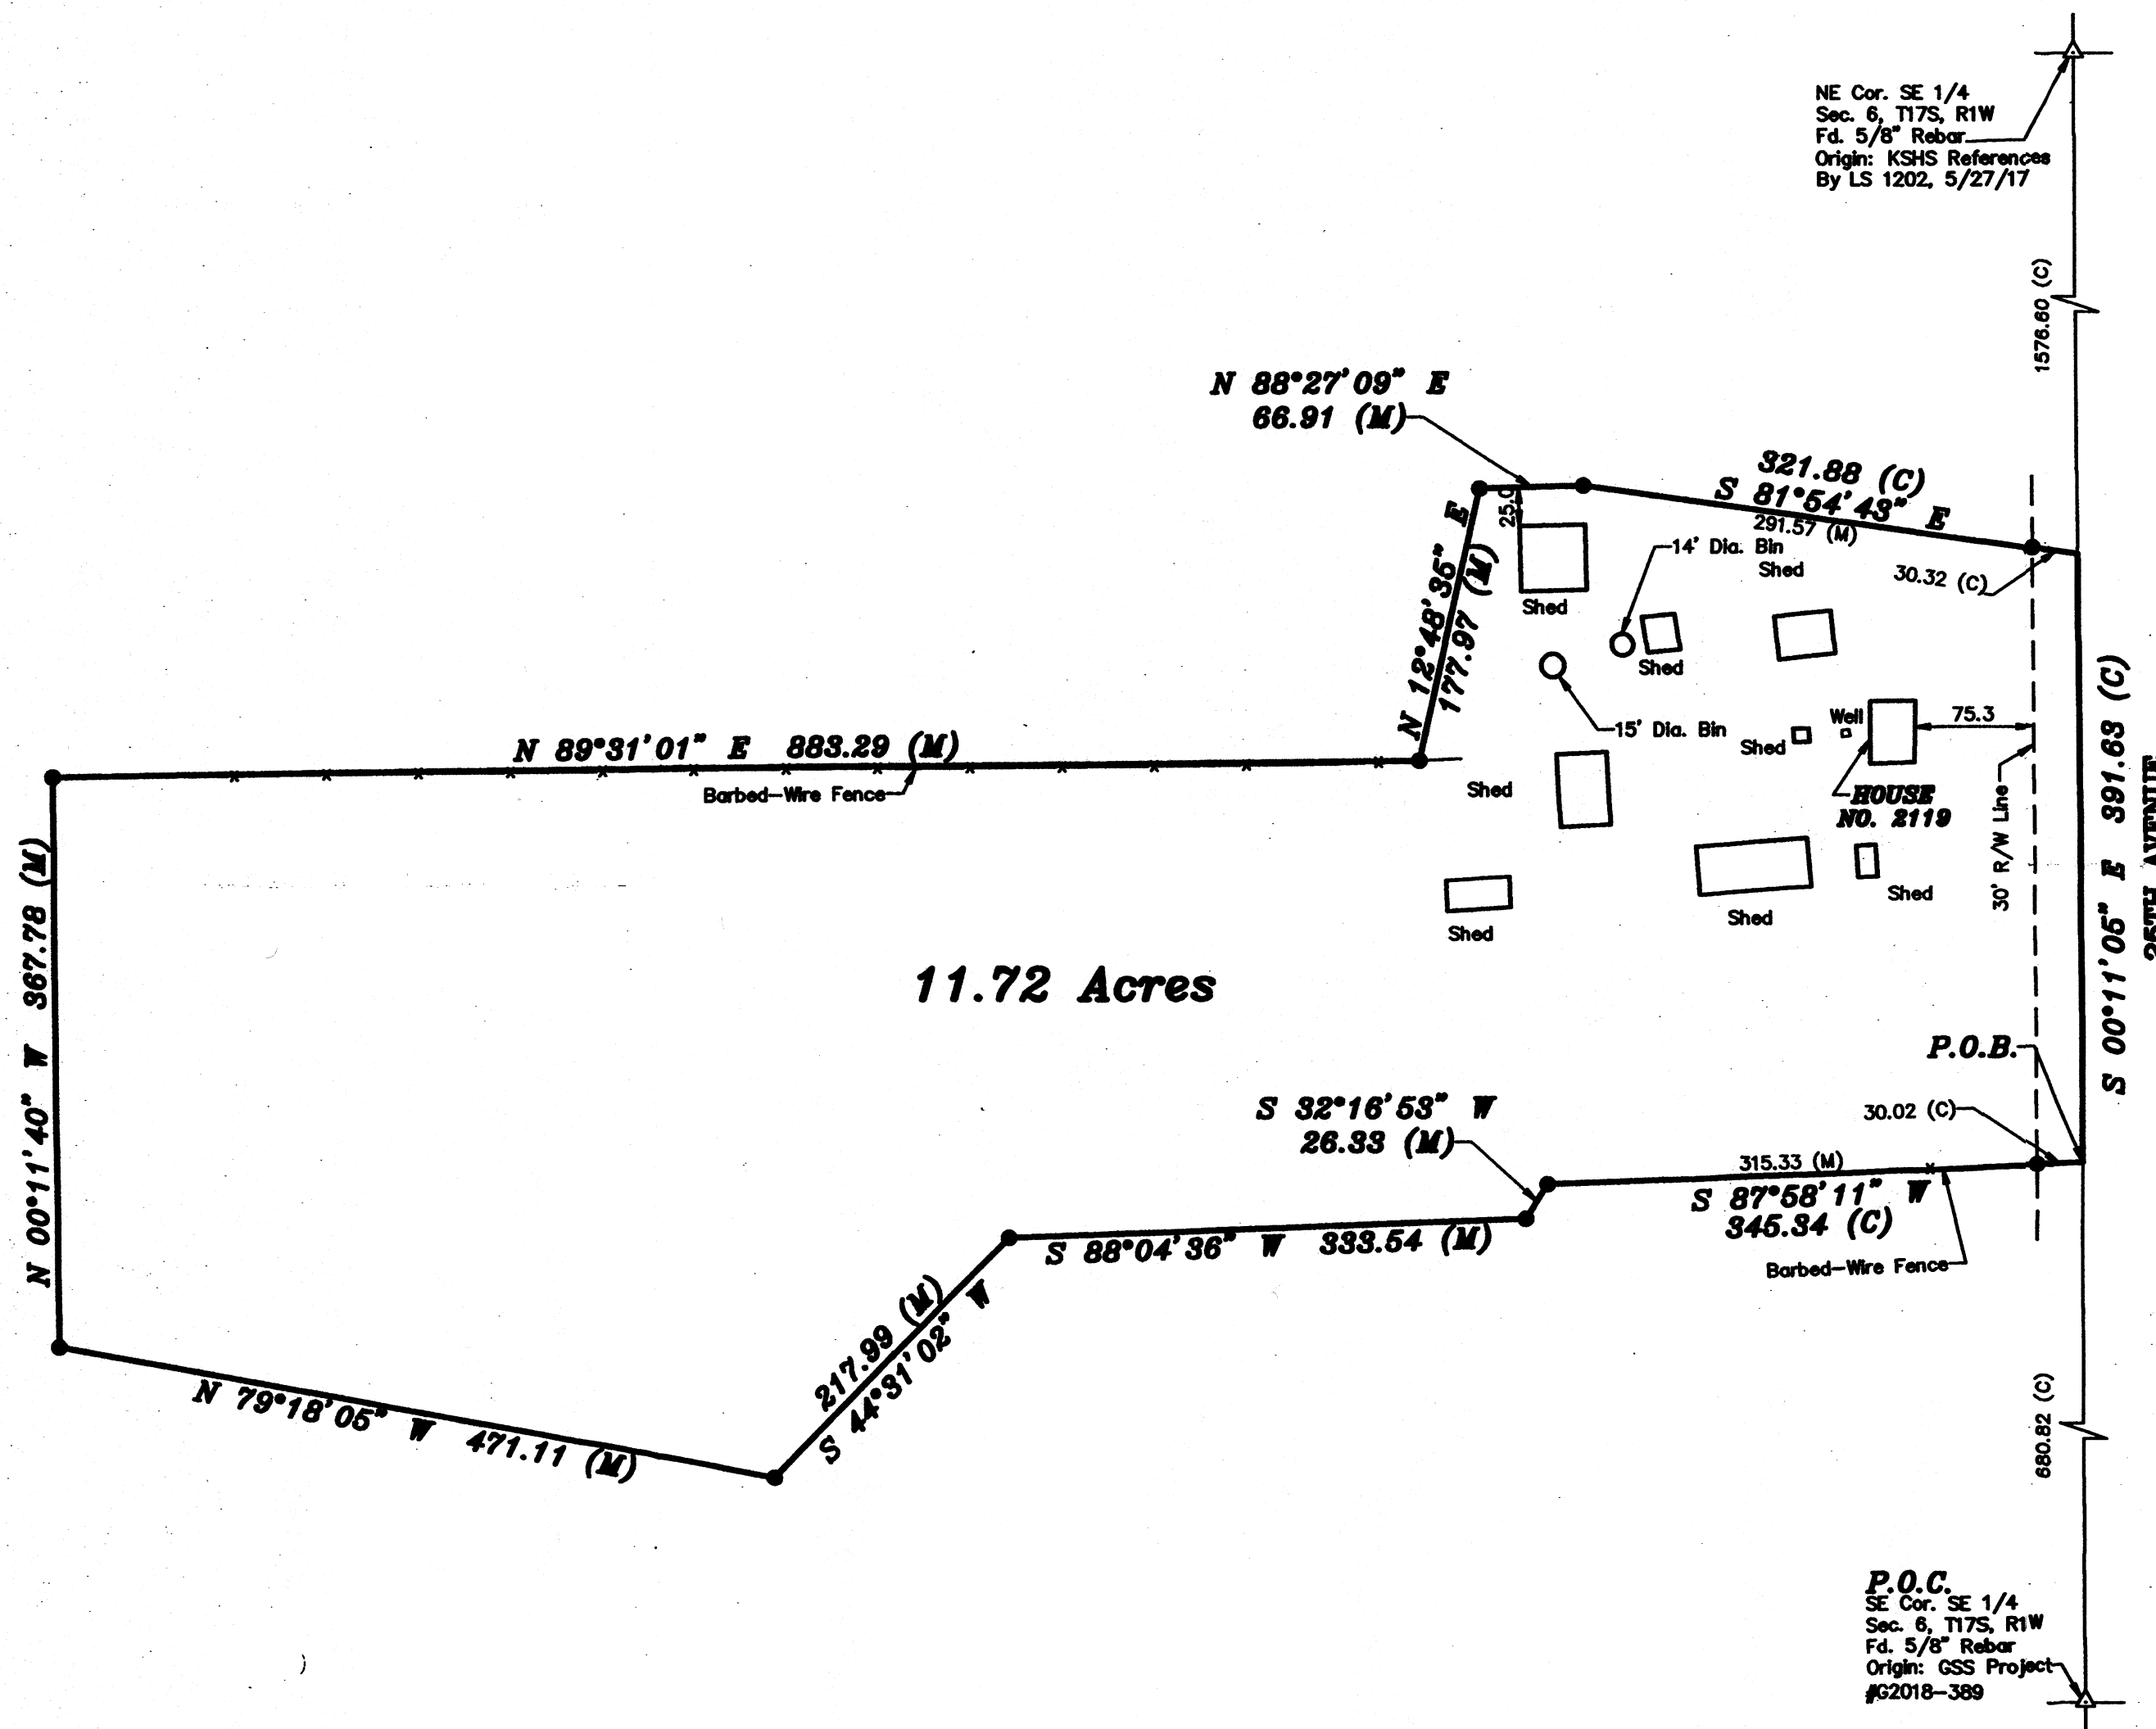 NE Cor. SE 1/4
Sec. 6, T17S, R1W
Fd. 5/8" Rebar
Origin: KSHS References
By LS 1202, 5/27/17
1576.60 (C)
N 88°27'09" E
66.91 (M)
321.88 (C)
S 81°54'43" E
291.57 (M)
30.32 (C)
25.0
N 12°48'35" E
177.97 (M)
14' Dia. Bin
Shed
Shed
Shed
15' Dia. Bin
Well
Shed
75.3
HOUSE
NO. 2119
30' R/W Line
S 00°11'05" E 391.63 (C)
25TH AVENUE
N 89°31'01" E 883.29 (M)
Barbed-Wire Fence
Shed
Shed
Shed
Shed
N 00°11'40" W 367.78 (M)
11.72 Acres
P.O.B.
30.02 (C)
S 32°16'53" W
26.33 (M)
315.33 (M)
S 87°58'11" W
345.34 (C)
Barbed-Wire Fence
S 88°04'36" W 333.54 (M)
217.99 (M)
S 44°31'02" W
N 79°18'05" W 471.11 (M)
680.82 (C)
P.O.C.
SE Cor. SE 1/4
Sec. 6, T17S, R1W
Fd. 5/8" Rebar
Origin: GSS Project
#G2018-389